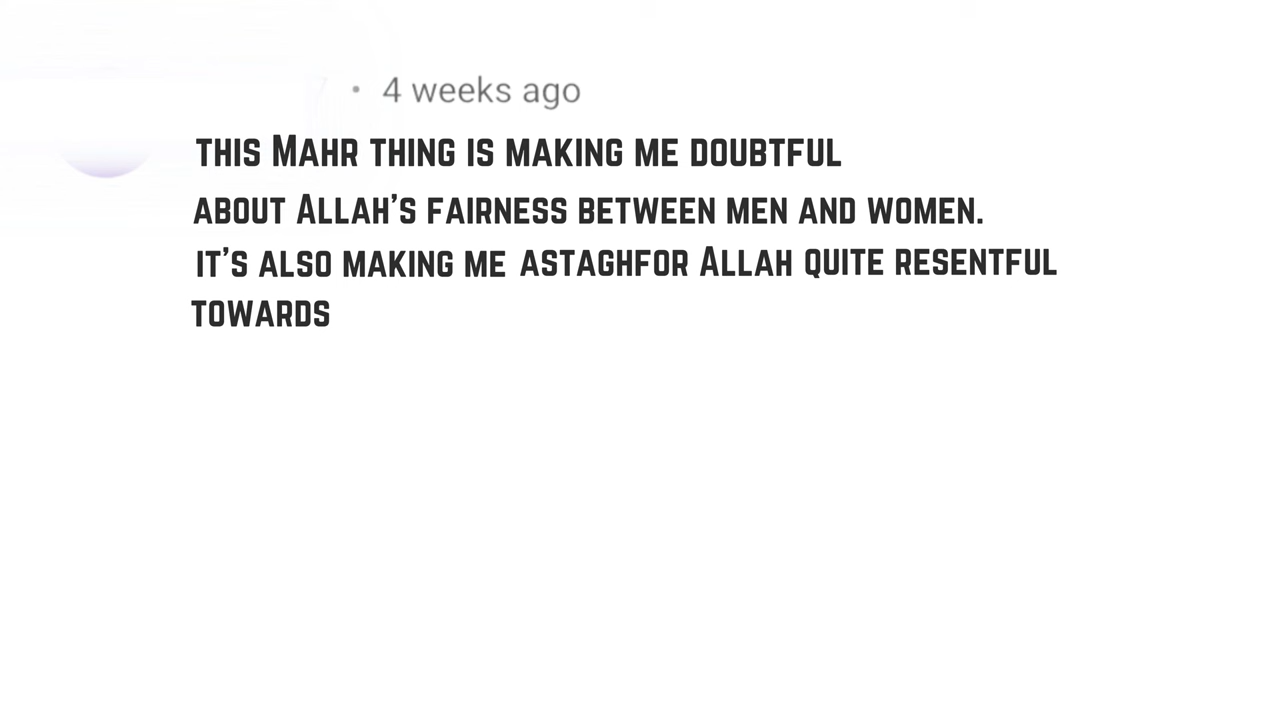 • 4 weeks ago
THIS MAHR THING IS MAKING ME DOUBTFUL
ABOUT ALLAH'S FAIRNESS BETWEEN MEN AND WOMEN.
IT'S ALSO MAKING ME ASTAGHFOR ALLAH QUITE RESENTFUL
TOWARDS